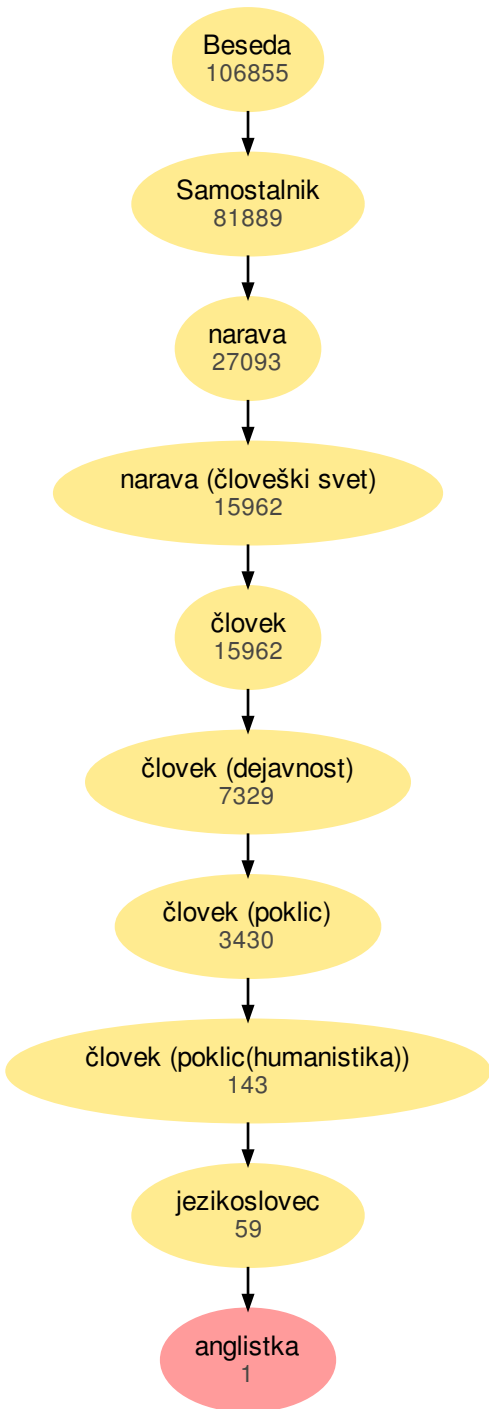 Beseda
106855
Samostalnik
81889
narava
27093
narava (človeški svet)
15962
človek
15962
človek (dejavnost)
7329
človek (poklic)
3430
človek (poklic(humanistika))
143
jezikoslovec
59
anglistka
1